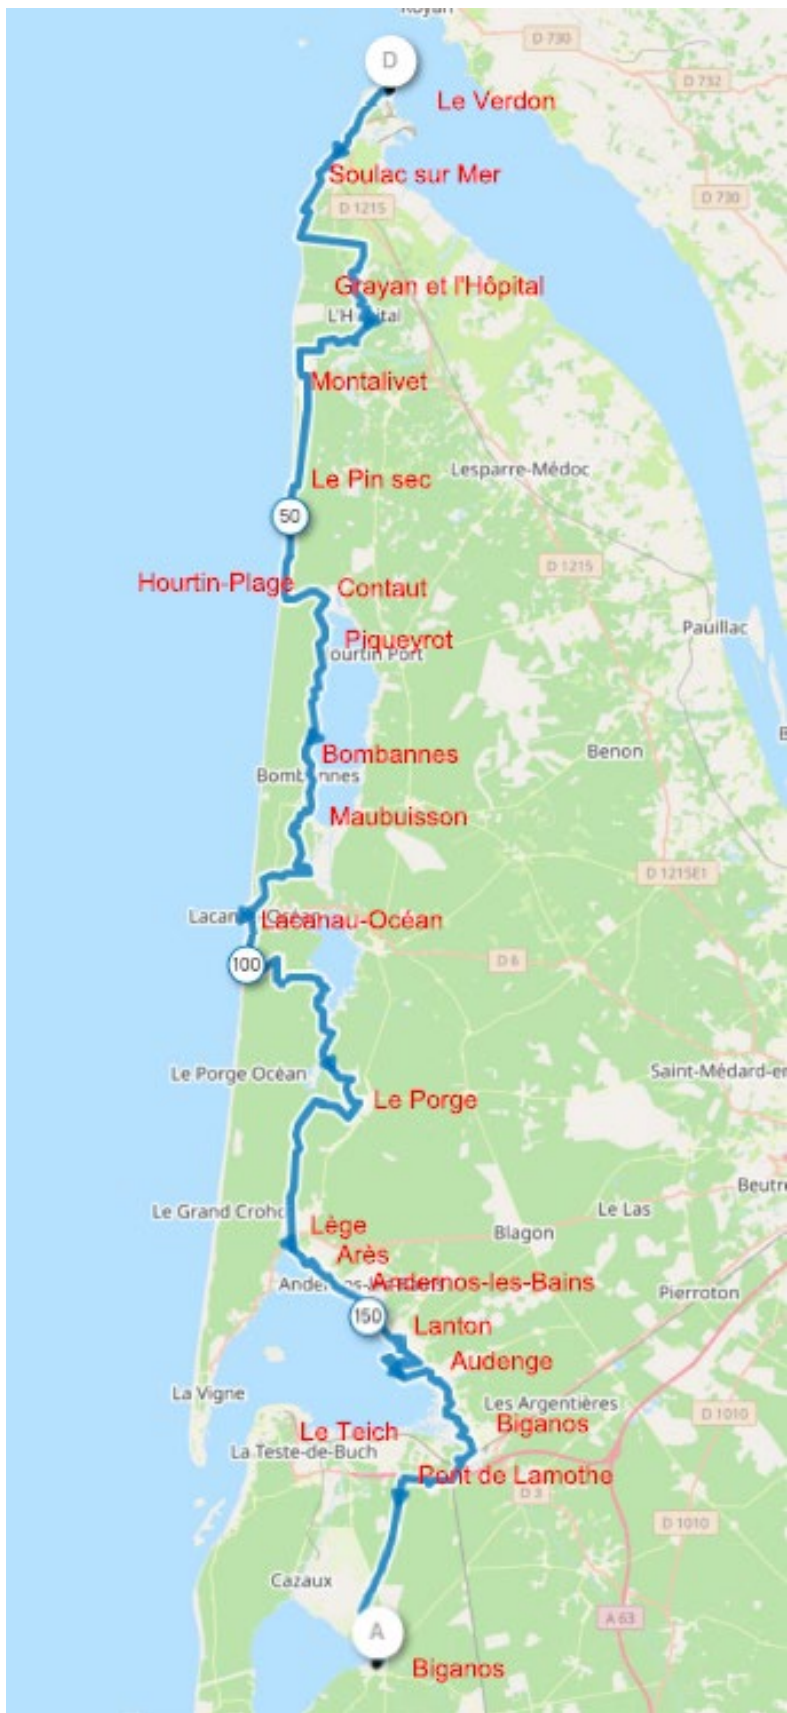 Royan
D 730
D
D 732
Le Verdon
Soulac sur Mer
D 730
D 1215
Grayan et l'Hôpital
Montalivet
Lesparre-Médoc
Le Pin sec
50
D 1215
Hourtin-Plage
Contaut
Pauillac
Piqueyrot
ourtin Port
Benon
Bombannes
Bombannes
Maubuisson
D 1215E1
Lacanau-Océan
100
D 6
Le Porge Océan
Saint-Médard-en
Le Porge
Beutre
Le Grand Croho
Le Las
Lège
Blagon
Arès
Andernos-les-Bains
Pierroton
150
Lanton
Audenge
La Vigne
Les Argentières
D 1010
Biganos
Le Teich
La Teste-de-Buch
Pont de Lamothe
D 3
D 1010
Cazaux
A 63
A
Biganos